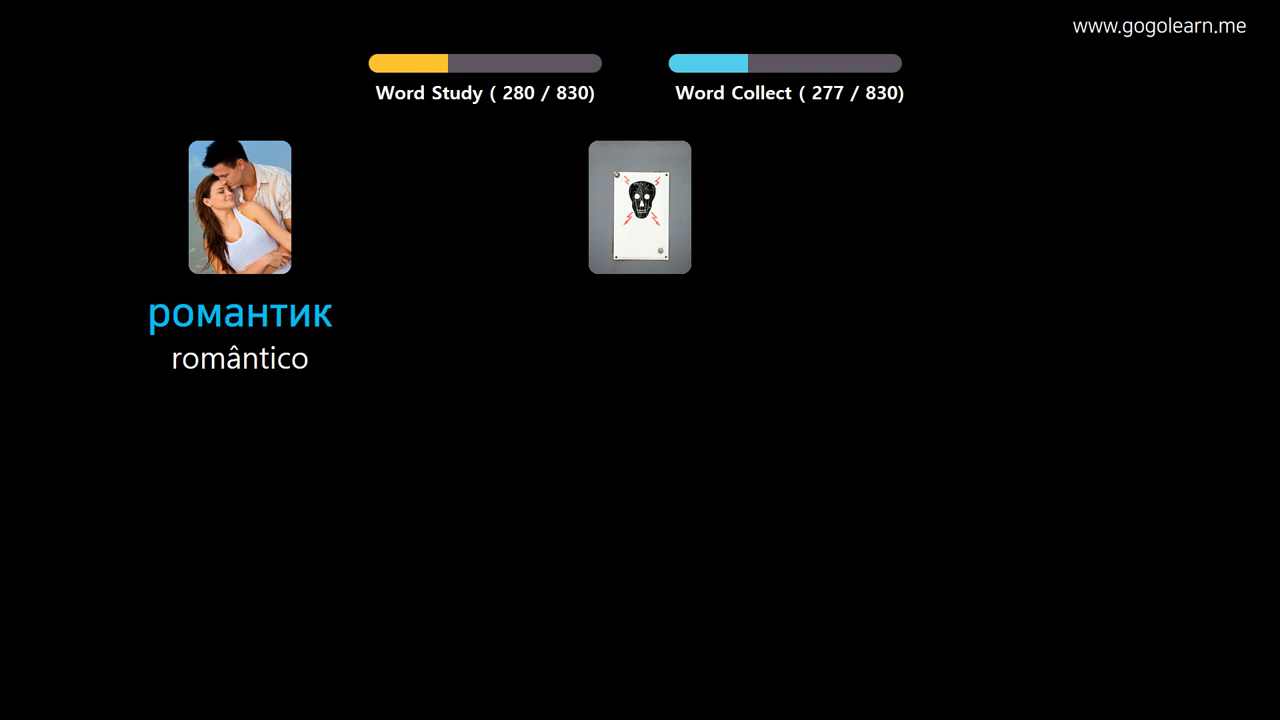 www.gogolearn.me
Word Study ( 280 / 830)
Word Collect ( 277 / 830)
романтик
romântico